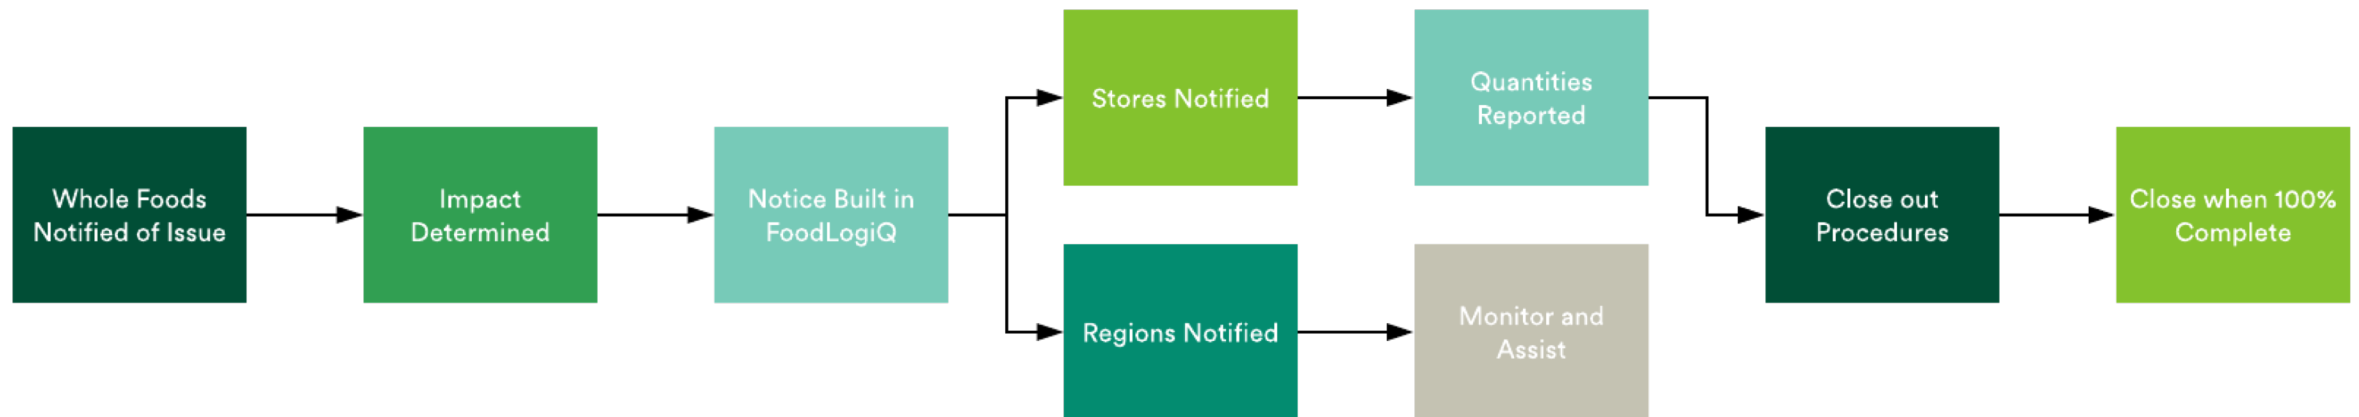 Whole Foods
Notified of Issue
Impact
Determined
Notice Built in
FoodLogiQ
Stores Notified
Quantities
Reported
Regions Notified
Monitor and
Assist
Close out
Procedures
Close when 100%
Complete